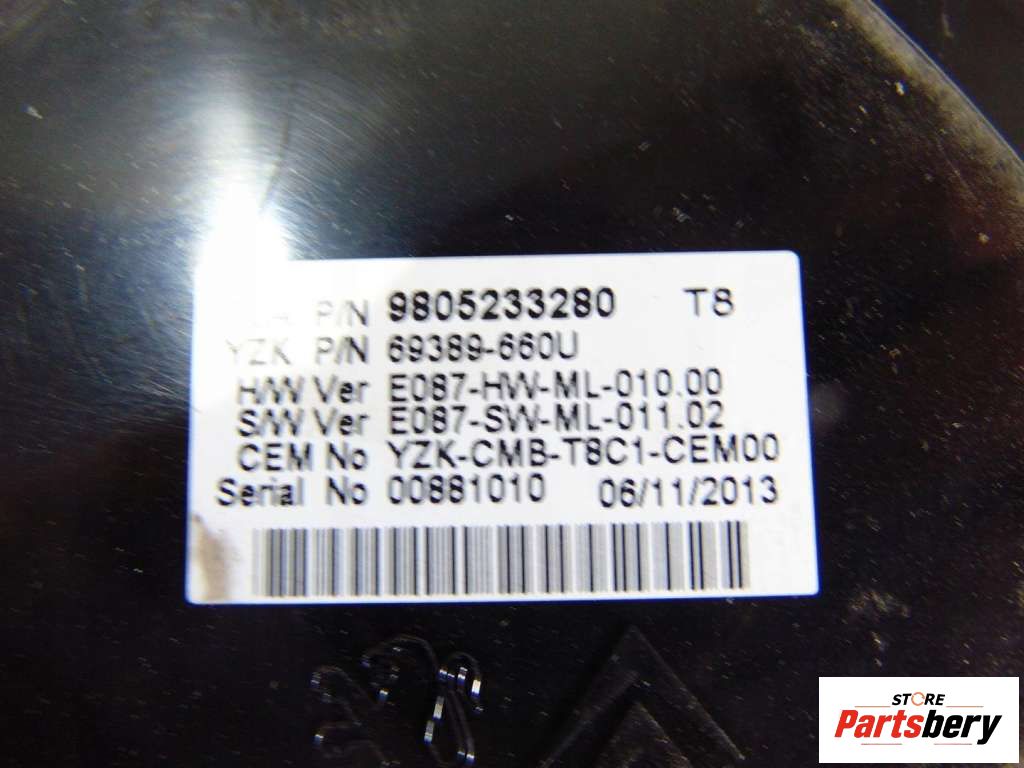 P/N 9805233280 T8
YZK P/N 69389-660U
H/W Ver E087-HW-ML-010.00
S/W Ver E087-SW-ML-011.02
CEM No YZK-CMB-T8C1-CEM00
Serial No 00881010 06/11/2013
STORE
Partsbery